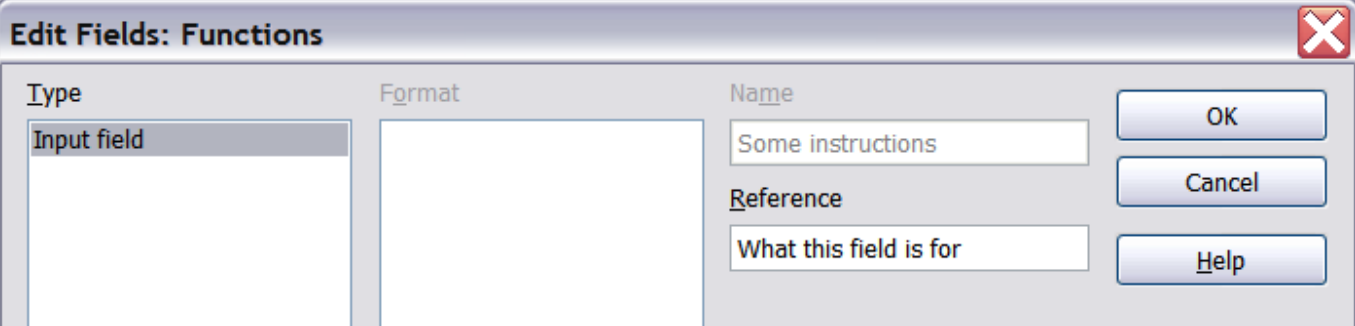 Edit Fields: Functions
Type
Input field
Format
Name
Some instructions
Reference
What this field is for
OK
Cancel
Help